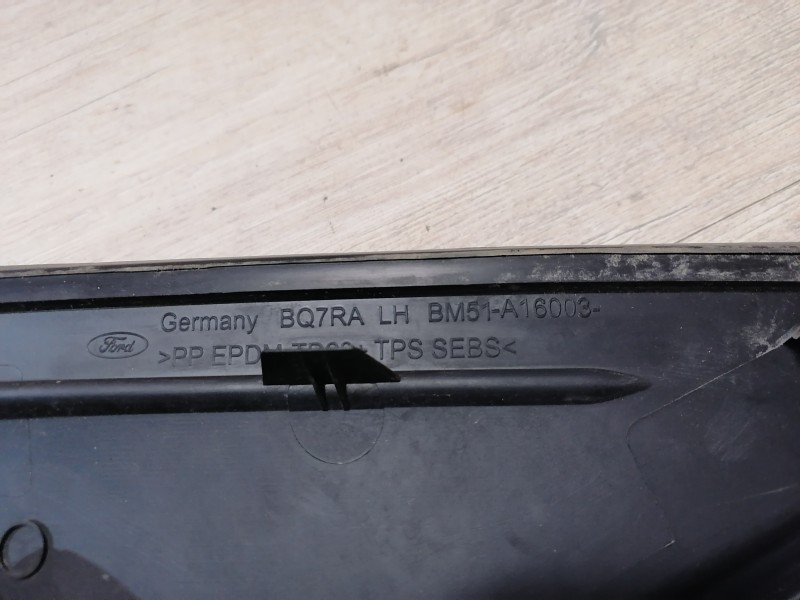 Germany BQ7RA LH BM51-A16003-
Ford
>PP EPDM TPS SEBS<